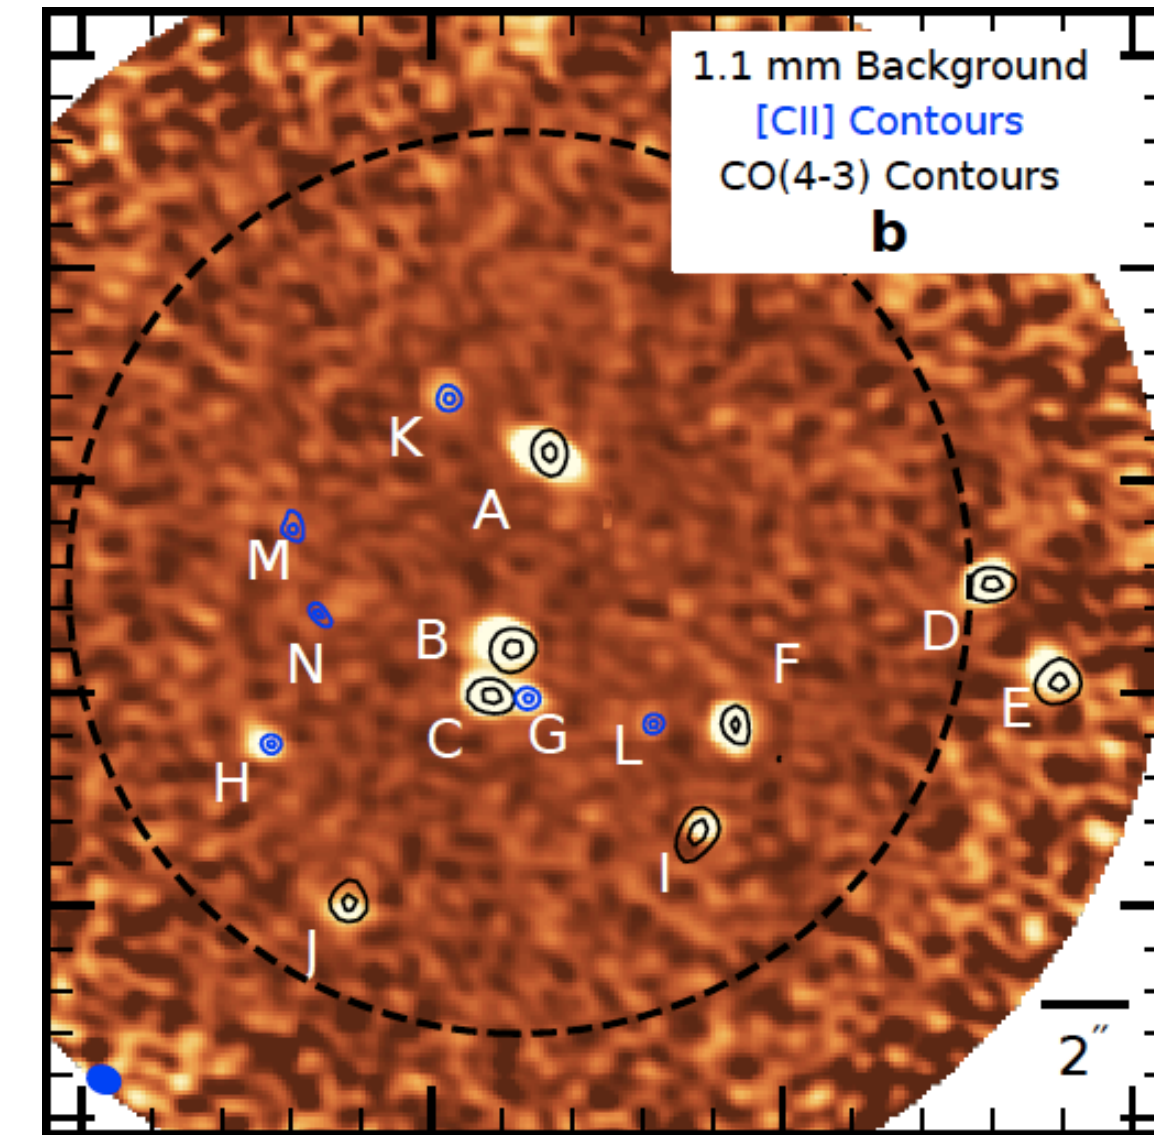 1.1 mm Background
[CII] Contours
CO(4-3) Contours
b
K
A
M
N
B
F
D
C
G
L
E
H
I
J
2″